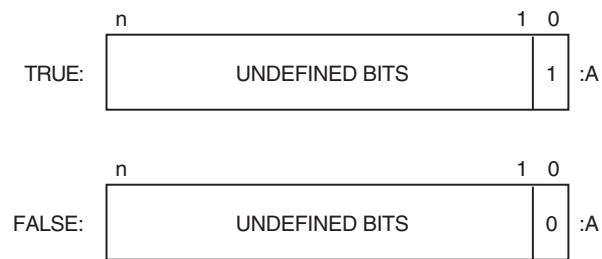 n 1 0
TRUE: UNDEFINED BITS 1 :A
n 1 0
FALSE: UNDEFINED BITS 0 :A